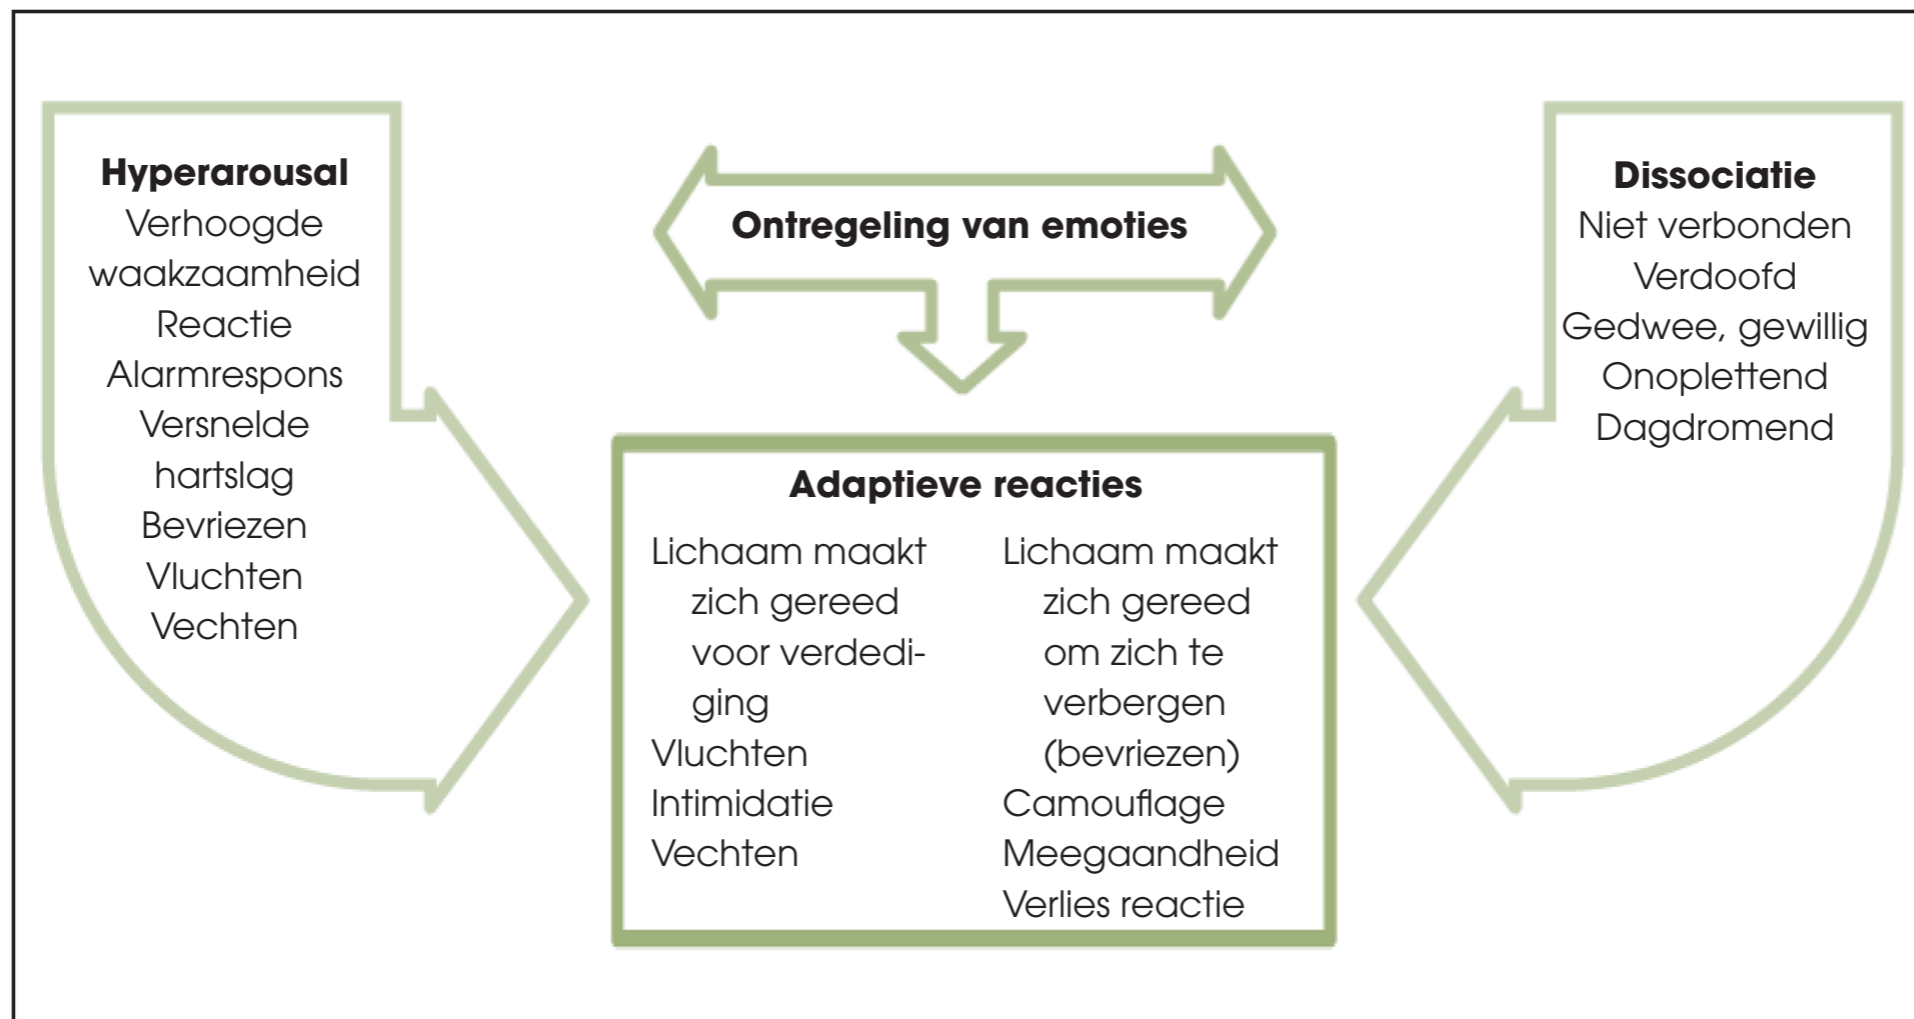 Hyperarousal
Verhoogde
waakzaamheid
Reactie
Alarmrespons
Versnelde
hartslag
Bevriezen
Vluchten
Vechten
Ontregeling van emoties
Adaptieve reacties
Lichaam maakt
zich gereed
voor verdedi-
ging
Vluchten
Intimidatie
Vechten
Lichaam maakt
zich gereed
om zich te
verbergen
(bevriezen)
Camouflage
Meegaandheid
Verlies reactie
Dissociatie
Niet verbonden
Verdoofd
Gedwee, gewillig
Onoplettend
Dagdromend